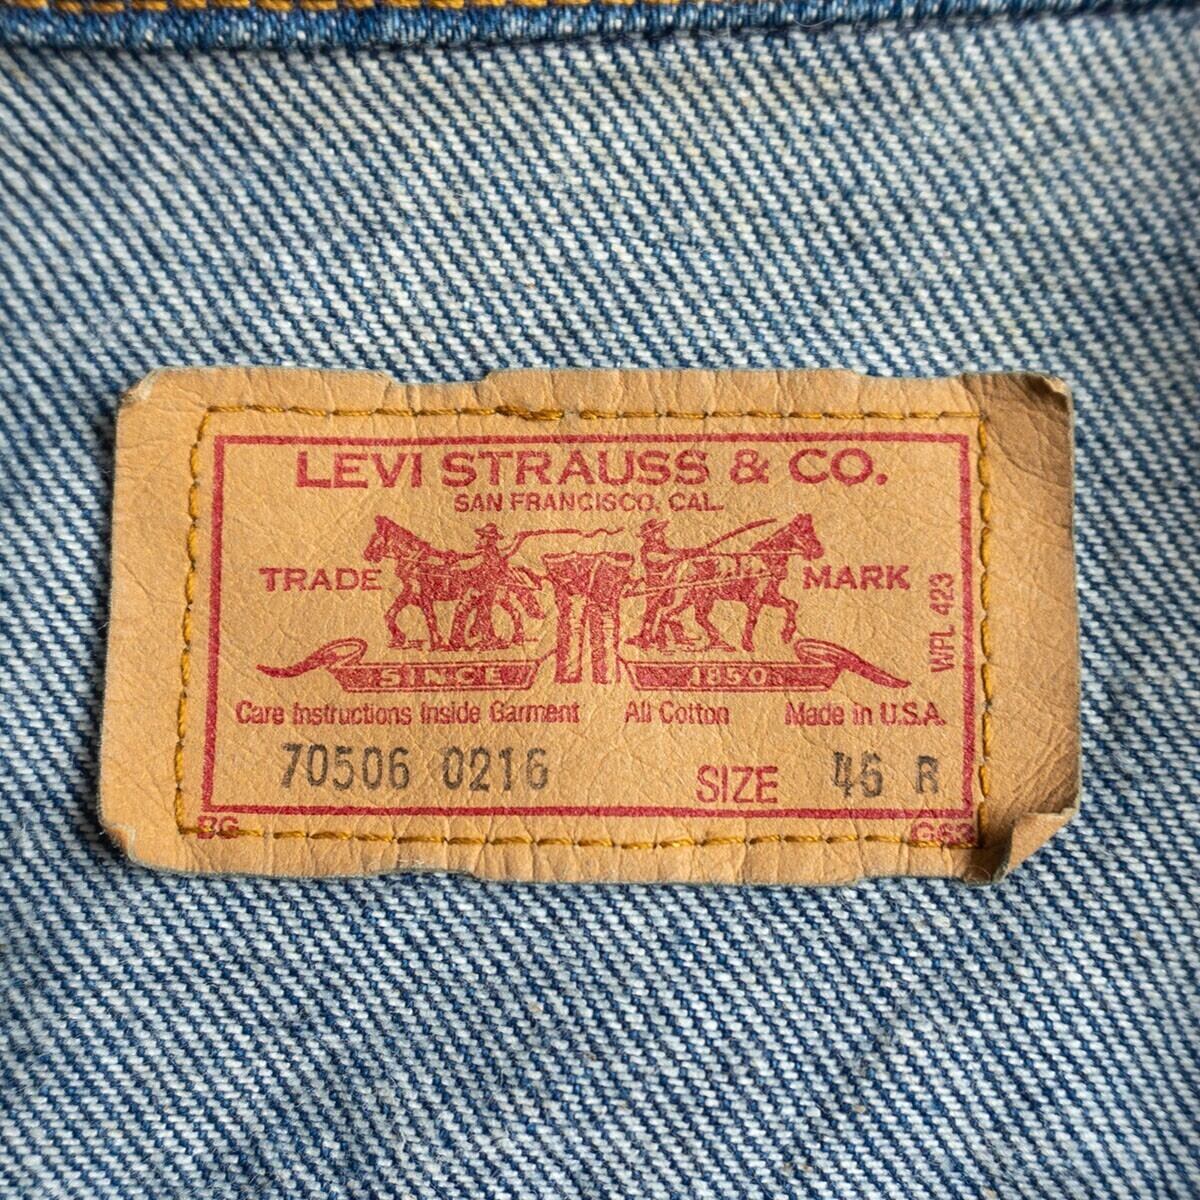 LEVI STRAUSS & CO.
SAN FRANCISCO, CAL.
TRADE MARK
WPL 423
SINCE 1850
Care Instructions Inside Garment All Cotton Made in U.S.A.
70506 0216 SIZE 46 R